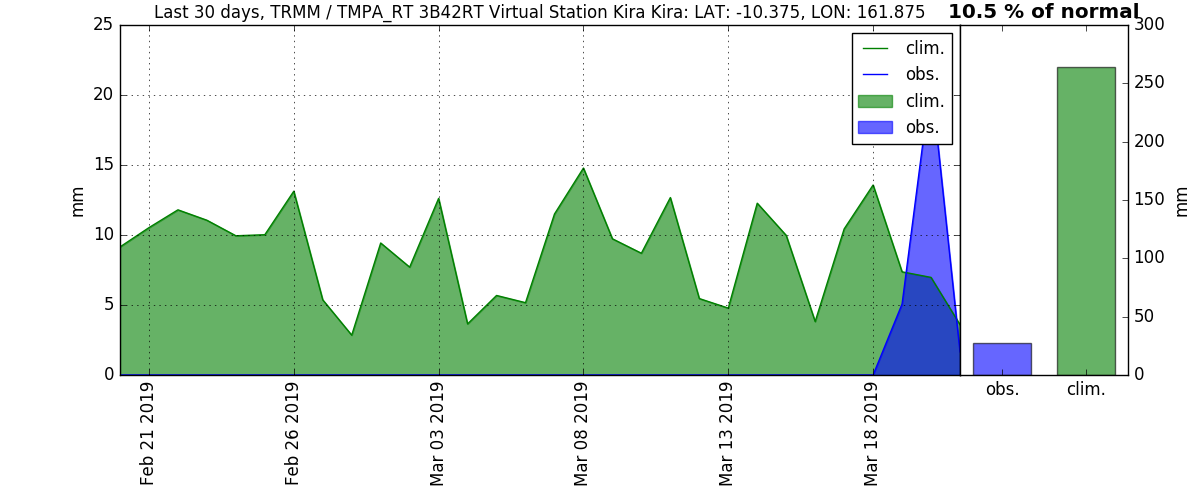 Last 30 days, TRMM / TMPA_RT 3B42RT Virtual Station Kira Kira: LAT: -10.375, LON: 161.875
10.5 % of normal
25
20
15
10
5
0
mm
clim.
obs.
clim.
obs.
300
250
200
150
100
50
0
mm
Feb 21 2019
Feb 26 2019
Mar 03 2019
Mar 08 2019
Mar 13 2019
Mar 18 2019
obs.
clim.